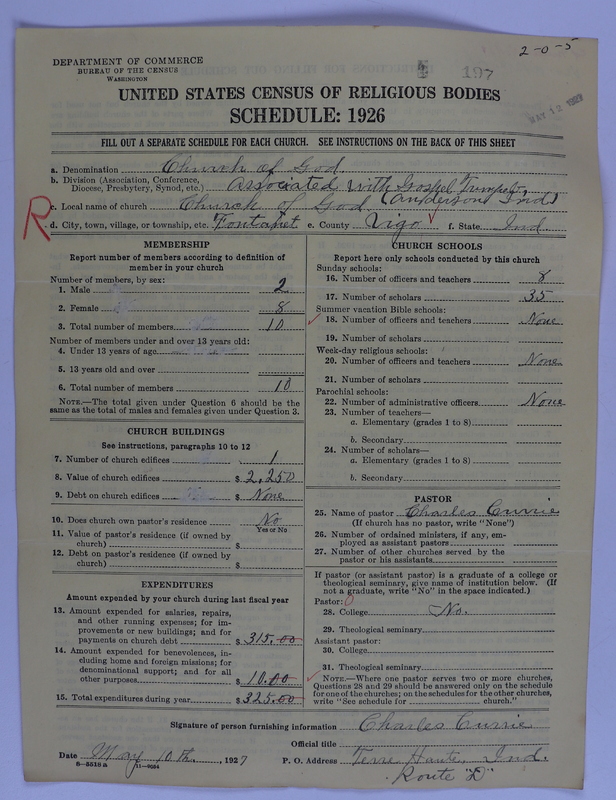 2-0-5
DEPARTMENT OF COMMERCE
BUREAU OF THE CENSUS
WASHINGTON
197
MAY 12 1927
UNITED STATES CENSUS OF RELIGIOUS BODIES
SCHEDULE: 1926
FILL OUT A SEPARATE SCHEDULE FOR EACH CHURCH. SEE INSTRUCTIONS ON THE BACK OF THIS SHEET
a. Denomination Church of God
b. Division (Association, Conference, Diocese, Presbytery, Synod, etc.) associated with Gospel Trumpet
(Anderson Ind)
R
c. Local name of church Church of God
d. City, town, village, or township, etc. Fontanet e. County Vigo f. State Ind
MEMBERSHIP
Report number of members according to definition of
member in your church
Number of members, by sex:
1. Male 2
2. Female 8
3. Total number of members 10
Number of members under and over 13 years old:
4. Under 13 years of age
5. 13 years old and over
6. Total number of members 10
NOTE.—The total given under Question 6 should be
same as the total of males and females given under Question 3.
CHURCH BUILDINGS
See instructions, paragraphs 10 to 12
7. Number of church edifices 1
8. Value of church edifices $ 2,250
9. Debt on church edifices $ None
10. Does church own pastor's residence No
Yes or No
11. Value of pastor's residence (if owned by
church) $
12. Debt on pastor's residence (if owned by
church) $
EXPENDITURES
Amount expended by your church during last fiscal year
13. Amount expended for salaries, repairs,
and other running expenses; for im-
provements or new buildings; and for
payments on church debt $ 315.00
14. Amount expended for benevolences, in-
cluding home and foreign missions; for
denominational support; and for all
other purposes $ 10.00
15. Total expenditures during year $ 325.00
CHURCH SCHOOLS
Report here only schools conducted by this church
Sunday schools:
16. Number of officers and teachers 8
17. Number of scholars 35
Summer vacation Bible schools:
18. Number of officers and teachers None
19. Number of scholars
Week-day religious schools:
20. Number of officers and teachers None
21. Number of scholars
Parochial schools:
22. Number of administrative officers None
23. Number of teachers—
a. Elementary (grades 1 to 8)
b. Secondary
24. Number of scholars—
a. Elementary (grades 1 to 8)
b. Secondary
PASTOR
25. Name of pastor Charles Currie
(If church has no pastor, write "None")
26. Number of ordained ministers, if any, em-
ployed as assistant pastors
27. Number of other churches served by the
pastor or his assistants
If pastor (or assistant pastor) is a graduate of a college or
theological seminary, give name of institution below. (If
not a graduate, write "No" in the space indicated.)
Pastor: 0
28. College No.
29. Theological seminary
Assistant pastor:
30. College
31. Theological seminary
NOTE.—Where one pastor serves two or more churches,
Questions 28 and 29 should be answered only on the schedule
for one of the churches; on the schedules for the other churches,
write "See schedule for church."
Signature of person furnishing information Charles Currie
Official title
Date May 10th, 1927 P. O. Address Terre Haute, Ind.
8—5518a 11—9084
Route "D"